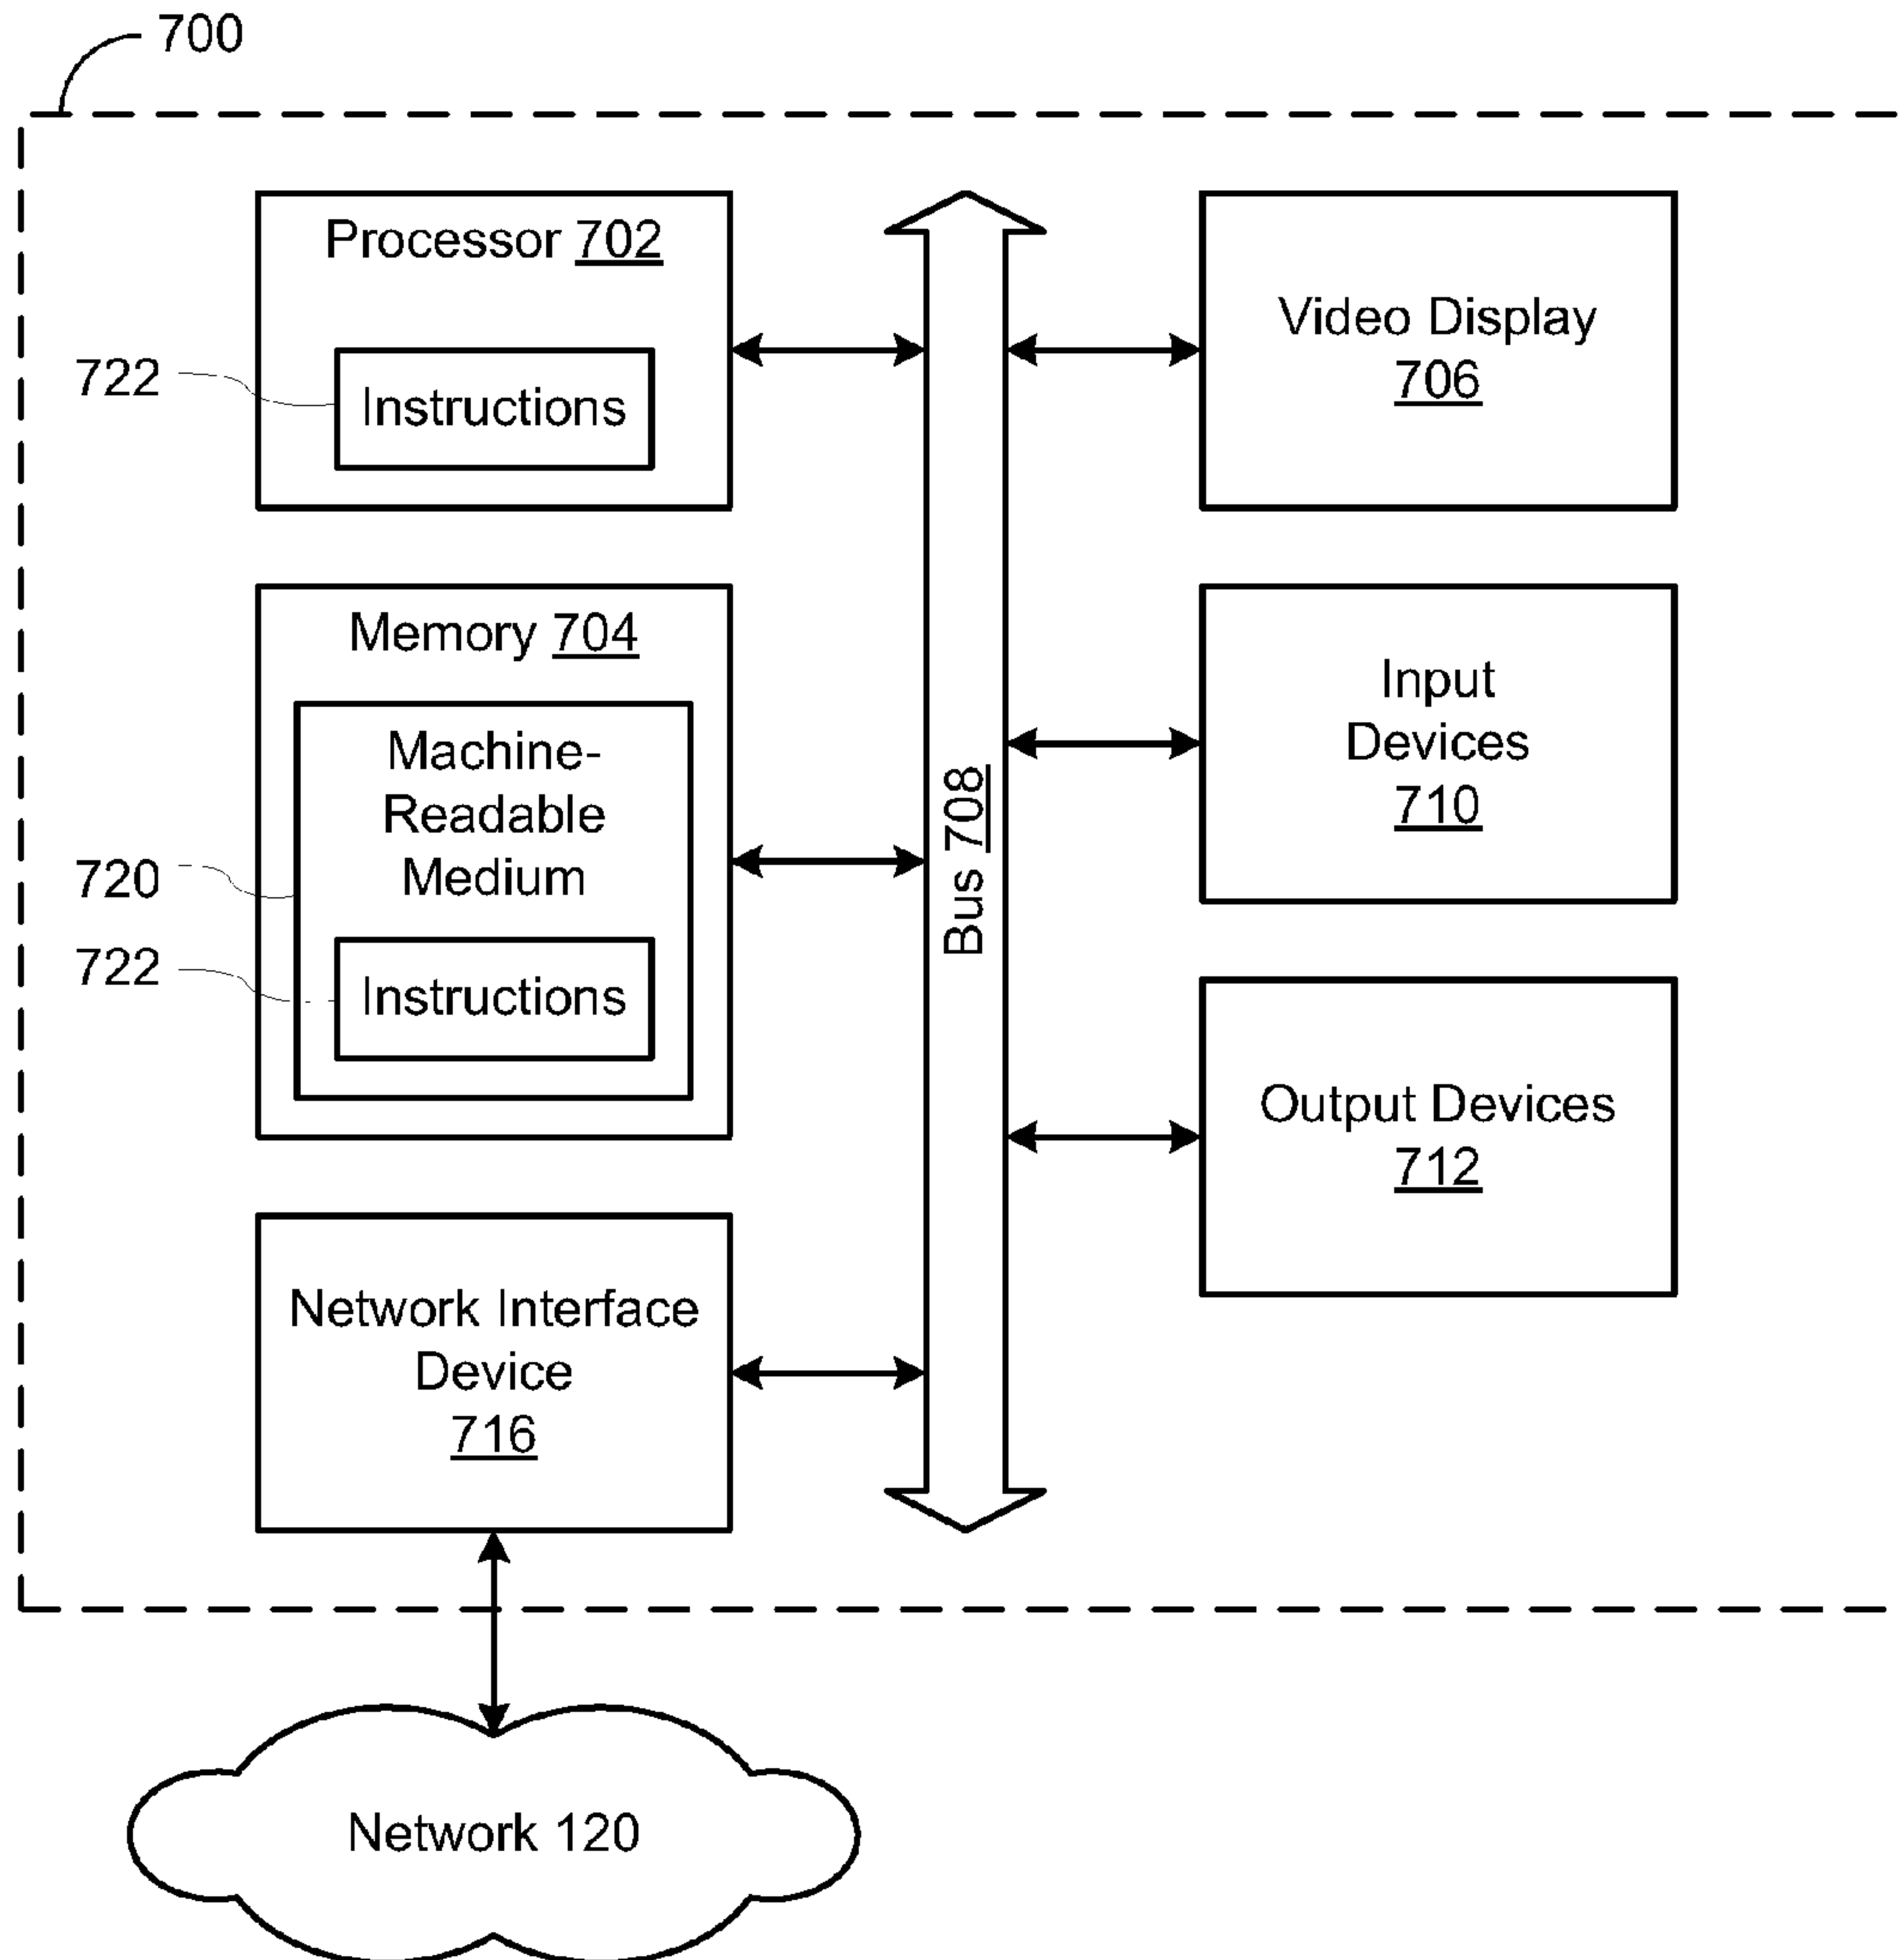 700
Processor 702
722
Instructions
Memory 704
Machine-
Readable
Medium
720
722
Instructions
Network Interface
Device
716
Bus 708
Video Display
706
Input
Devices
710
Output Devices
712
Network 120